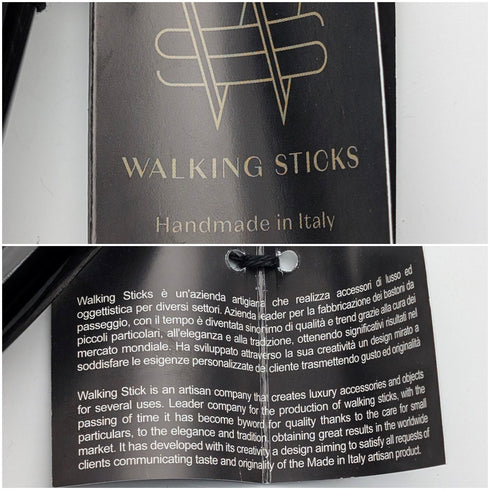 WALKING STICKS
Handmade in Italy
Walking Sticks è un'azienda artigiana che realizza accessori di lusso ed
oggettistica per diversi settori. Azienda leader per la fabbricazione di bastoni da
passeggio, con il tempo è diventata sinonimo di qualità e trend grazie alla cura dei
piccoli particolari, all'eleganza e alla tradizione, ottenendo significativi risultati nel
mercato mondiale. Ha sviluppato attraverso la sua creatività un design mirato a
soddisfare le esigenze personalizzate del cliente trasmettendo gusto ed originalità
Walking Stick is an artisan company that creates luxury accessories and objects
for several uses. Leader company for the production of walking sticks, with the
passing of time it has become byword for quality thanks to the care for small
particulars, to the elegance and tradition, obtaining great results in the worldwide
market. It has developed with its creativity a design aiming to satisfy all requests of
clients communicating taste and originality of the Made in Italy artisan product.